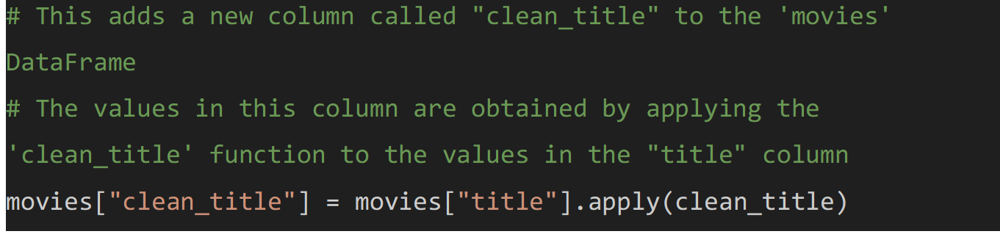 # This adds a new column called "clean_title" to the 'movies'
DataFrame
# The values in this column are obtained by applying the
'clean_title' function to the values in the "title" column
movies["clean_title"] = movies["title"].apply(clean_title)